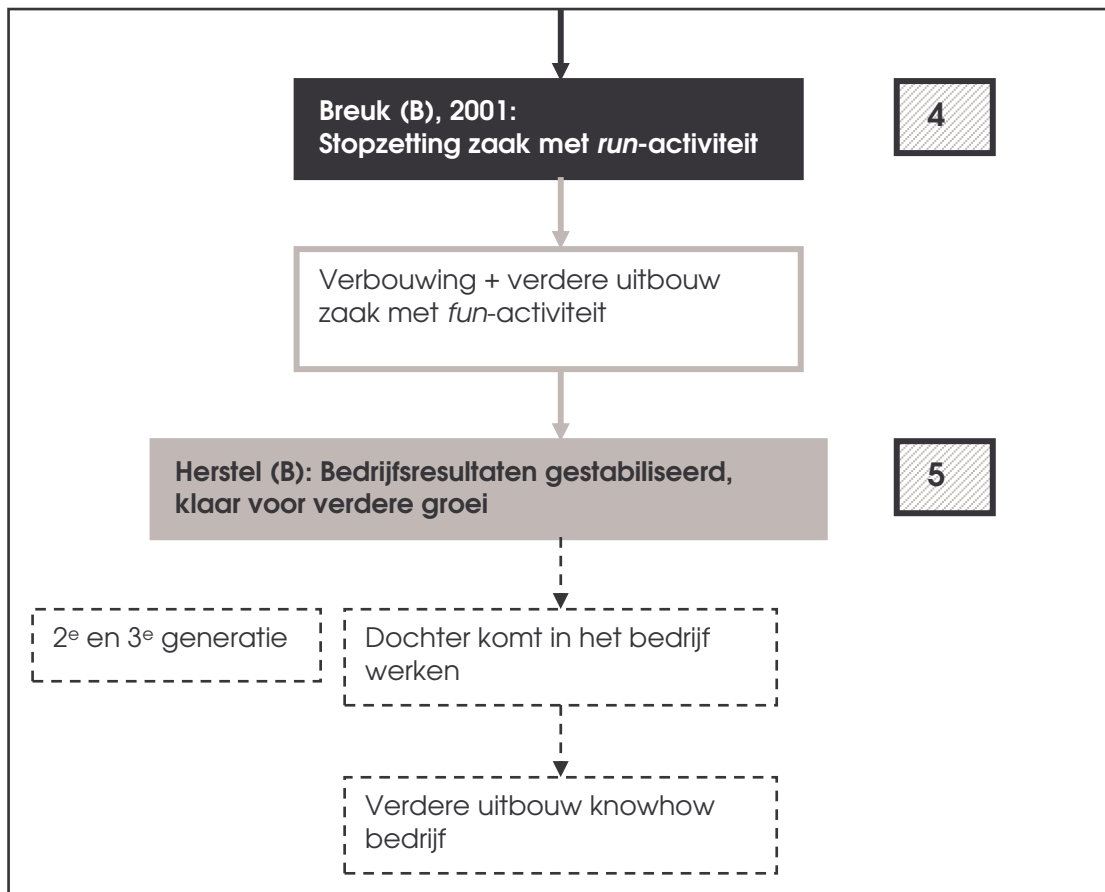 Breuk (B), 2001:
Stopzetting zaak met run-activiteit
4
Verbouwing + verdere uitbouw
zaak met fun-activiteit
Herstel (B): Bedrijfsresultaten gestabiliseerd,
klaar voor verdere groei
5
2e en 3e generatie
Dochter komt in het bedrijf
werken
Verdere uitbouw knowhow
bedrijf